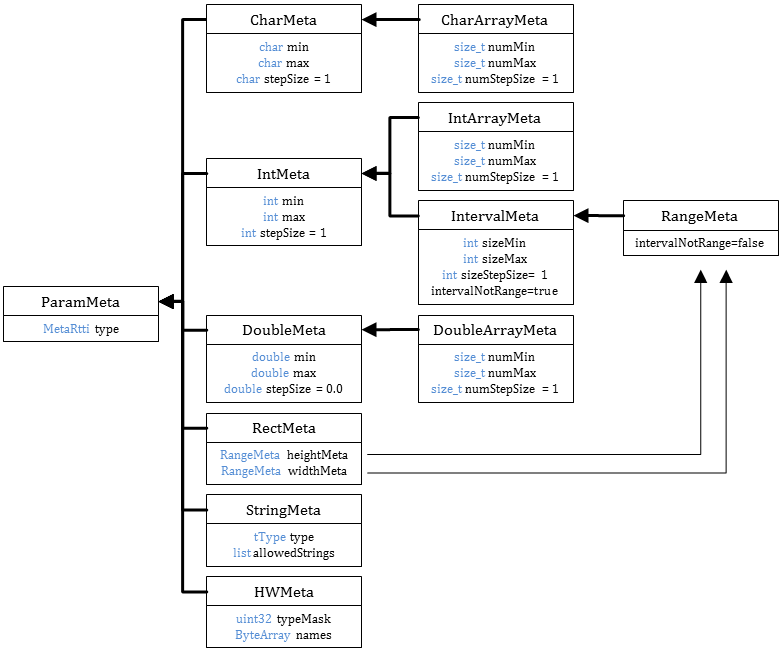 CharMeta
char min
char max
char stepSize = 1
CharArrayMeta
size_t numMin
size_t numMax
size_t numStepSize = 1
IntArrayMeta
size_t numMin
size_t numMax
size_t numStepSize = 1
IntMeta
int min
int max
int stepSize = 1
IntervalMeta
int sizeMin
int sizeMax
int sizeStepSize= 1
intervalNotRange=true
RangeMeta
intervalNotRange=false
ParamMeta
MetaRtti type
DoubleMeta
double min
double max
double stepSize = 0.0
DoubleArrayMeta
size_t numMin
size_t numMax
size_t numStepSize = 1
RectMeta
RangeMeta heightMeta
RangeMeta widthMeta
StringMeta
tType type
list allowedStrings
HWMeta
uint32 typeMask
ByteArray names